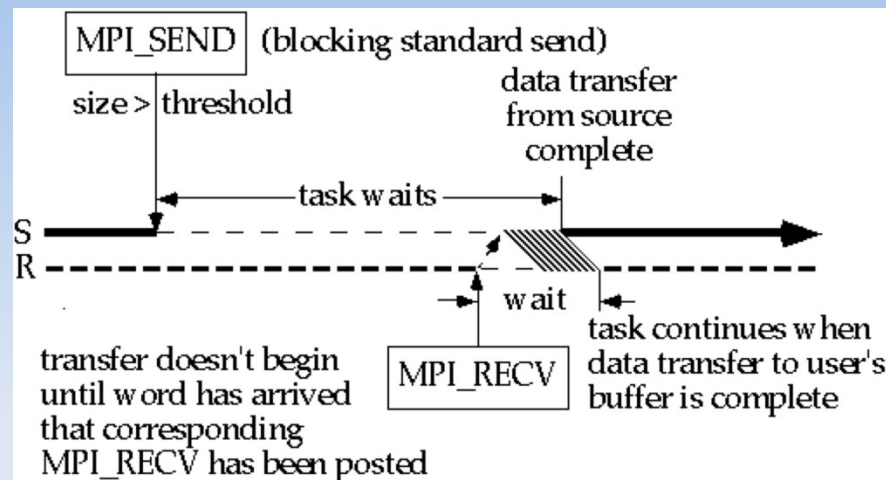 MPI_SEND (blocking standard send)
size > threshold
data transfer
from source
complete
task waits
S
R
wait
MPI_RECV
transfer doesn't begin
until word has arrived
that corresponding
MPI_RECV has been posted
task continues when
data transfer to user's
buffer is complete